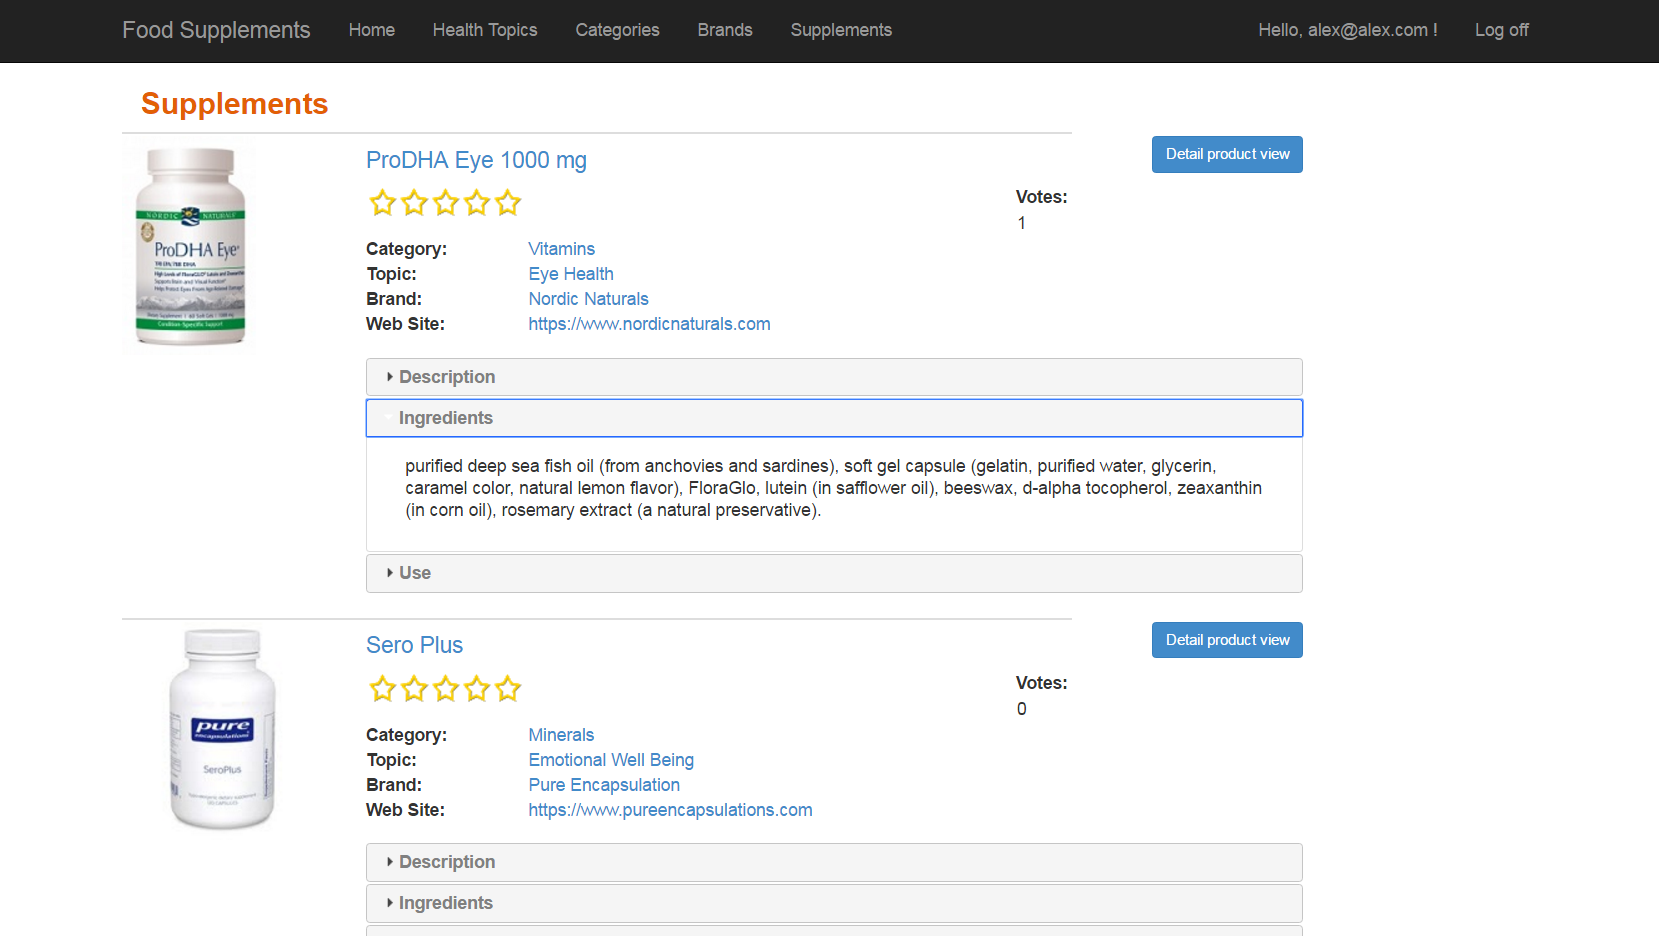 Food Supplements Home Health Topics Categories Brands Supplements Hello, alex@alex.com ! Log off
Supplements
ProDHA Eye 1000 mg
Detail product view
Votes:
1
Category: Vitamins
Topic: Eye Health
Brand: Nordic Naturals
Web Site: https://www.nordicnaturals.com
NORDIC NATURALS
ProDHA Eye
Condition-Specific Support
Description
Ingredients
purified deep sea fish oil (from anchovies and sardines), soft gel capsule (gelatin, purified water, glycerin,
caramel color, natural lemon flavor), FloraGlo, lutein (in safflower oil), beeswax, d-alpha tocopherol, zeaxanthin
(in corn oil), rosemary extract (a natural preservative).
Use
Sero Plus
Detail product view
Votes:
0
Category: Minerals
Topic: Emotional Well Being
Brand: Pure Encapsulation
Web Site: https://www.pureencapsulations.com
pure
encapsulations
SeroPlus
Description
Ingredients